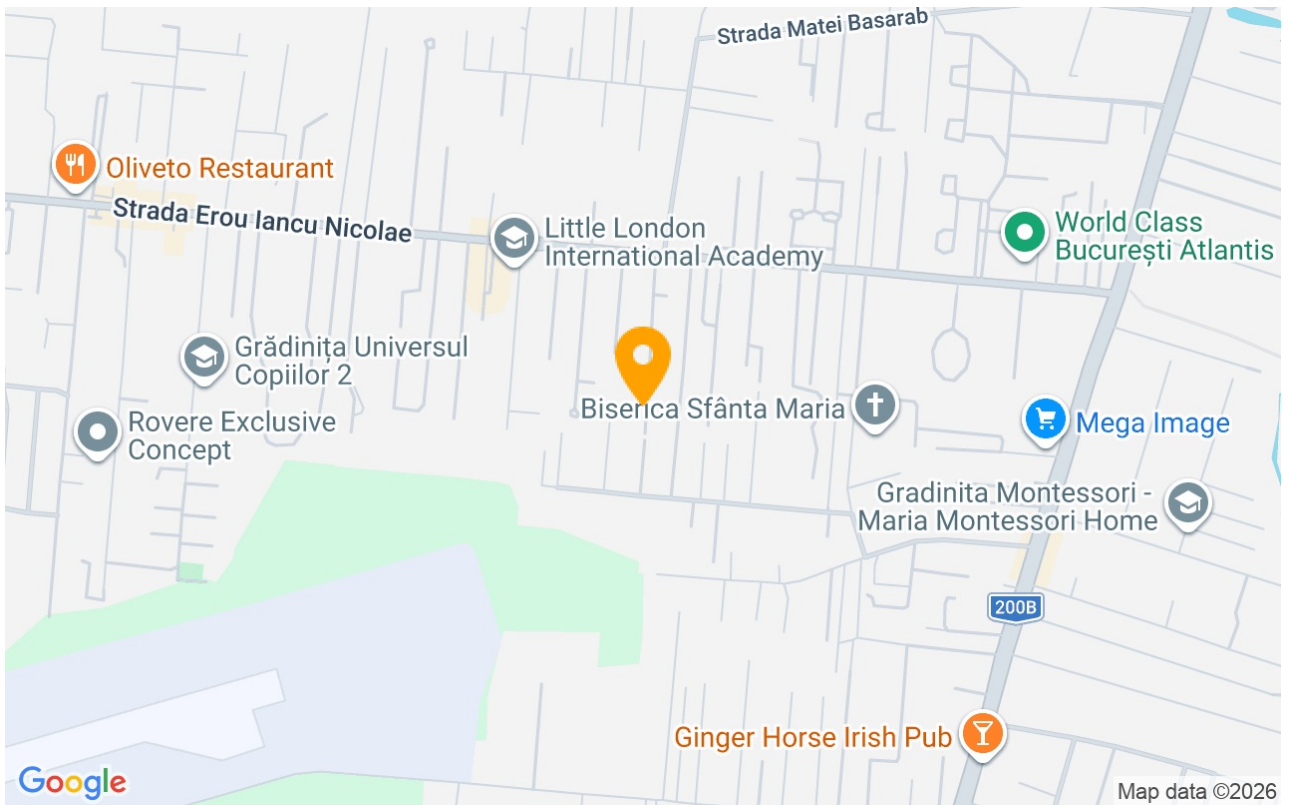 Strada Matei Basarab
Oliveto Restaurant
Strada Erou Iancu Nicolae
Little London
International Academy
World Class
București Atlantis
Grădinița Universul
Copiilor 2
Rovere Exclusive
Concept
Biserica Sfânta Maria
Mega Image
Gradinita Montessori -
Maria Montessori Home
200B
Ginger Horse Irish Pub
Google
Map data ©2026